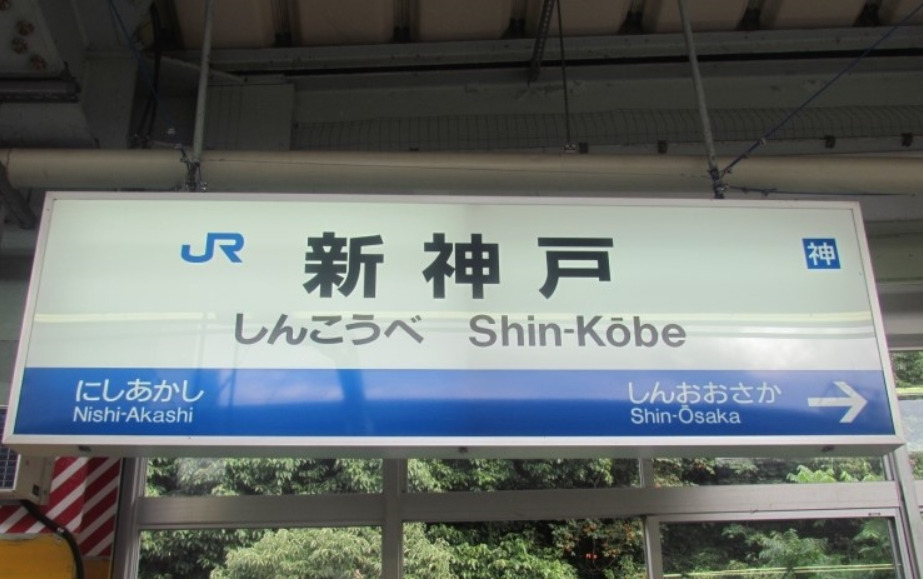 JR 新神戸 神
しんこうべ Shin-Kōbe
にしあかし しんおおさか →
Nishi-Akashi Shin-Ōsaka